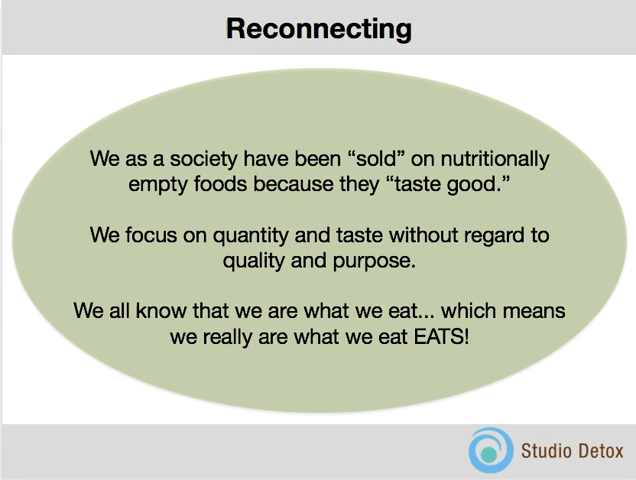 Reconnecting
We as a society have been “sold” on nutritionally
empty foods because they “taste good.”
We focus on quantity and taste without regard to
quality and purpose.
We all know that we are what we eat... which means
we really are what we eat EATS!
Studio Detox